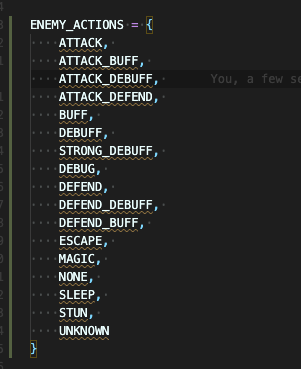 ENEMY_ACTIONS = {
ATTACK,
ATTACK_BUFF,
ATTACK_DEBUFF, You, a few se
ATTACK_DEFEND,
BUFF,
DEBUFF,
STRONG_DEBUFF,
DEBUG,
DEFEND,
DEFEND_DEBUFF,
DEFEND_BUFF,
ESCAPE,
MAGIC,
NONE,
SLEEP,
STUN,
UNKNOWN
}